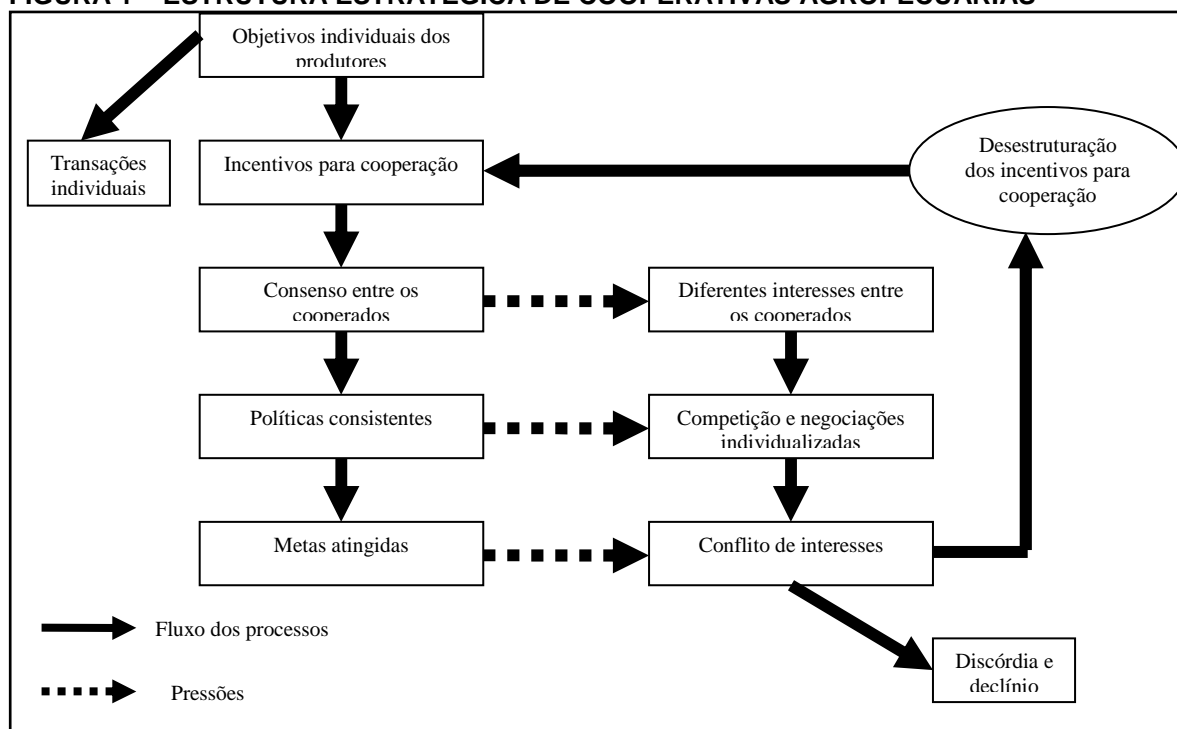 FIGURA 1 – ESTRUTURA ESTRATÉGICA DE COOPERATIVAS AGROPECUÁRIAS
Objetivos individuais dos
produtores
Transações
individuais
Incentivos para cooperação
Desestruturação
dos incentivos para
cooperação
Consenso entre os
cooperados
Diferentes interesses entre
os cooperados
Políticas consistentes
Competição e negociações
individualizadas
Metas atingidas
Conflito de interesses
Fluxo dos processos
Pressões
Discórdia e
declínio